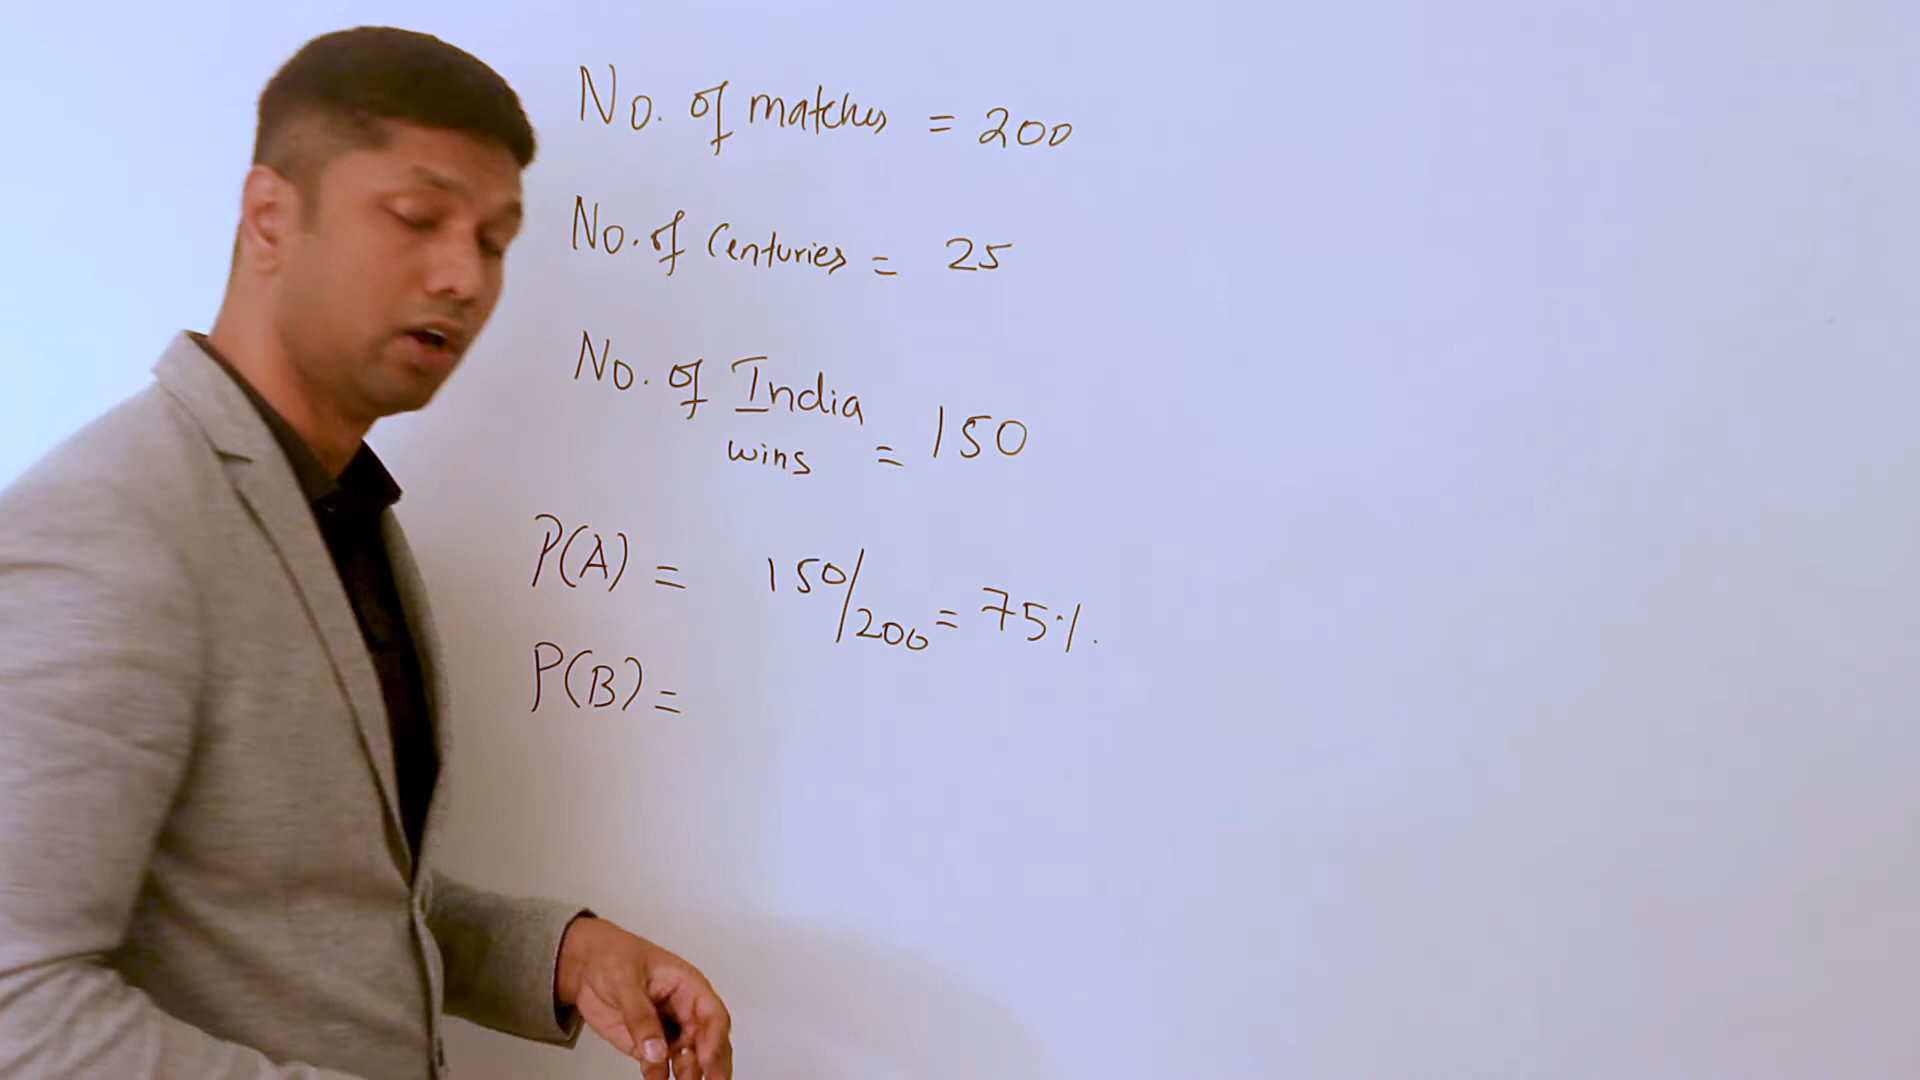 No. of matches = 200
No. of Centuries = 25
No. of India
wins = 150
P(A) = 150/200 = 75%.
P(B) =